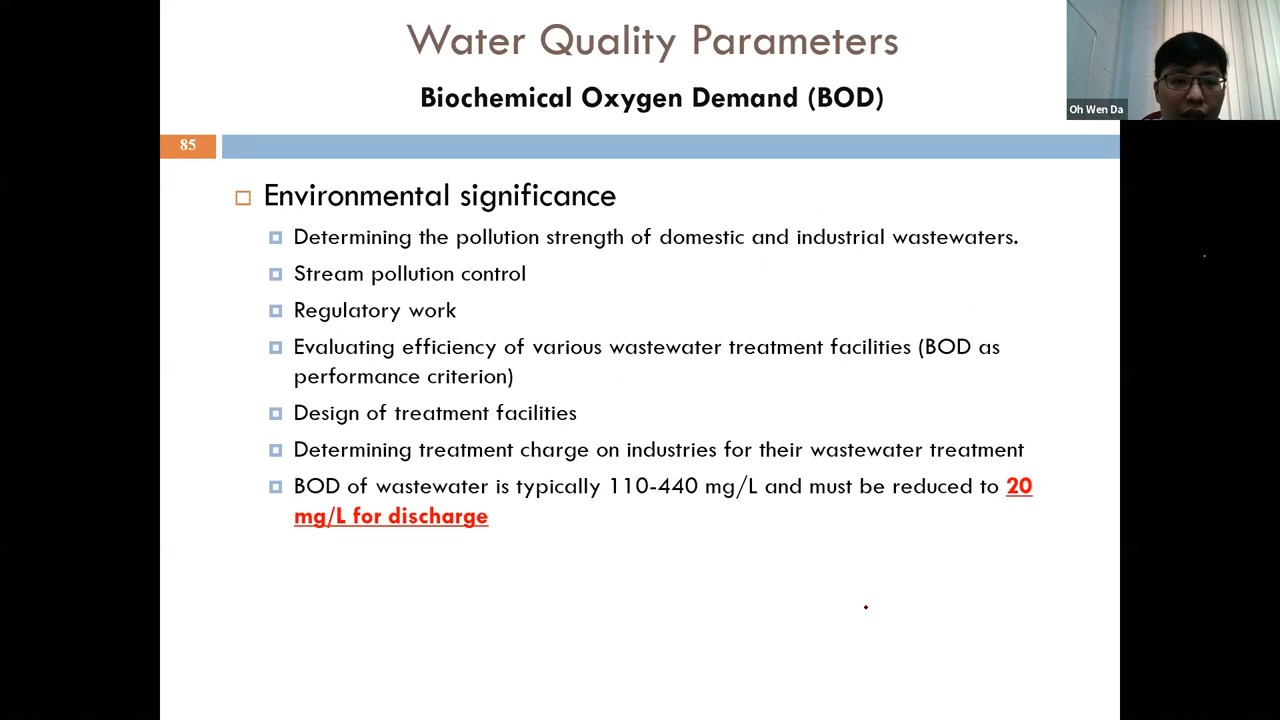 Water Quality Parameters
Biochemical Oxygen Demand (BOD)
Oh Wen Da
85
Environmental significance
Determining the pollution strength of domestic and industrial wastewaters.
Stream pollution control
Regulatory work
Evaluating efficiency of various wastewater treatment facilities (BOD as
performance criterion)
Design of treatment facilities
Determining treatment charge on industries for their wastewater treatment
BOD of wastewater is typically 110-440 mg/L and must be reduced to 20
mg/L for discharge